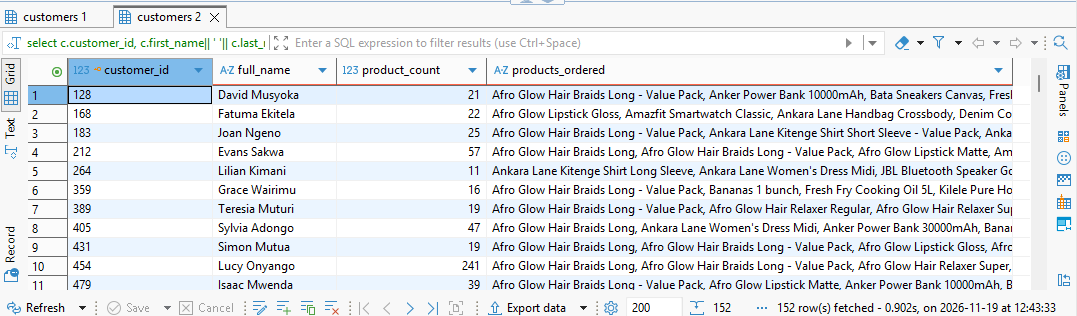 customers 1 customers 2
select c.customer_id, c.first_name|| ' '|| c.last_ Enter a SQL expression to filter results (use Ctrl+Space)
Grid Text Record
Panels
123 customer_id A-Z full_name 123 product_count A-Z products_ordered
1 128 David Musyoka 21 Afro Glow Hair Braids Long - Value Pack, Anker Power Bank 10000mAh, Bata Sneakers Canvas, Fresh
2 168 Fatuma Ekitela 22 Afro Glow Lipstick Gloss, Amazfit Smartwatch Classic, Ankara Lane Handbag Crossbody, Denim Co
3 183 Joan Ngeno 25 Ankara Lane Kitenge Shirt Short Sleeve - Value Pack, Anka
4 212 Evans Sakwa 57 Afro Glow Hair Braids Long, Afro Glow Hair Braids Long - Value Pack, Afro Glow Lipstick Matte, Am
5 264 Lilian Kimani 11 Ankara Lane Kitenge Shirt Long Sleeve, Ankara Lane Women's Dress Midi, JBL Bluetooth Speaker Go
6 359 Grace Wairimu 16 Afro Glow Hair Braids Long - Value Pack, Bananas 1 bunch, Fresh Fry Cooking Oil 5L, Kilele Pure Ho
7 389 Teresia Muturi 19 Afro Glow Hair Braids Long - Value Pack, Afro Glow Hair Relaxer Regular, Afro Glow Hair Relaxer Sup
8 405 Sylvia Adongo 47 Afro Glow Hair Braids Long, Ankara Lane Women's Dress Midi, Anker Power Bank 30000mAh, Banan
9 431 Simon Mutua 19 Afro Glow Hair Braids Long, Afro Glow Hair Braids Long - Value Pack, Afro Glow Lipstick Gloss, Afro
10 454 Lucy Onyango 241 Afro Glow Hair Braids Long, Afro Glow Hair Braids Long - Value Pack, Afro Glow Hair Relaxer Super,
11 479 Isaac Mwenda 39 Afro Glow Hair Braids Long - Value Pack, Afro Glow Lipstick Matte, Anker Power Bank 10000mAh, B
Refresh Save Cancel Export data 200 152 ... 152 row(s) fetched - 0.902s, on 2026-11-19 at 12:43:33